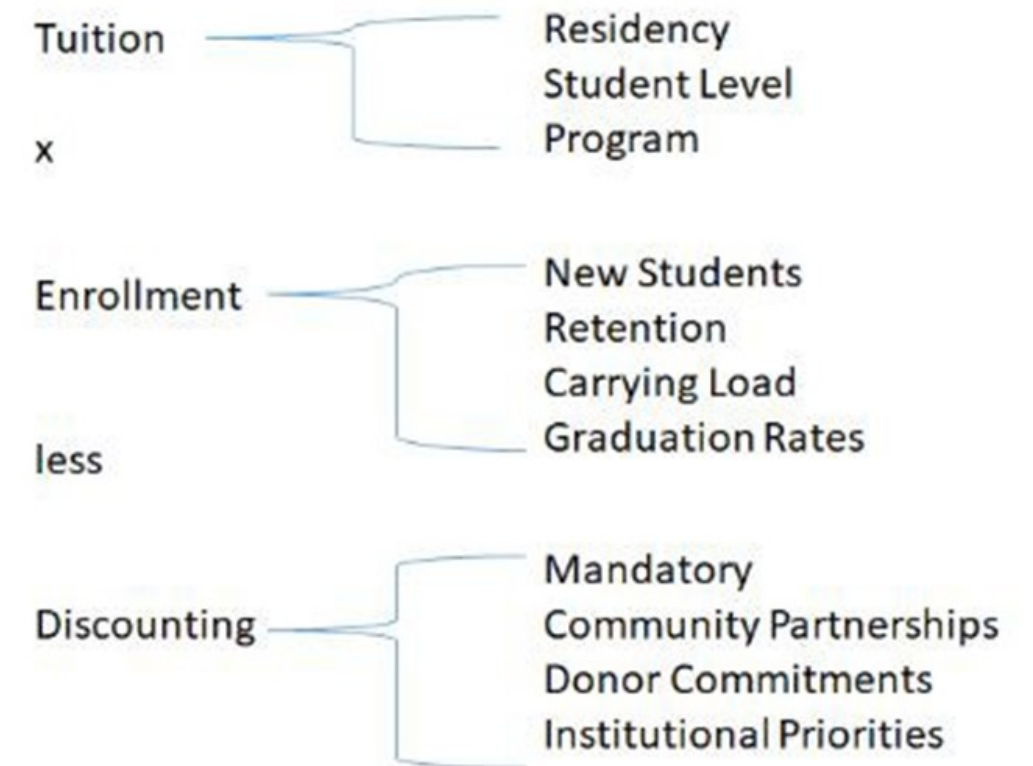 Tuition
Residency
Student Level
Program
x
Enrollment
New Students
Retention
Carrying Load
Graduation Rates
less
Discounting
Mandatory
Community Partnerships
Donor Commitments
Institutional Priorities